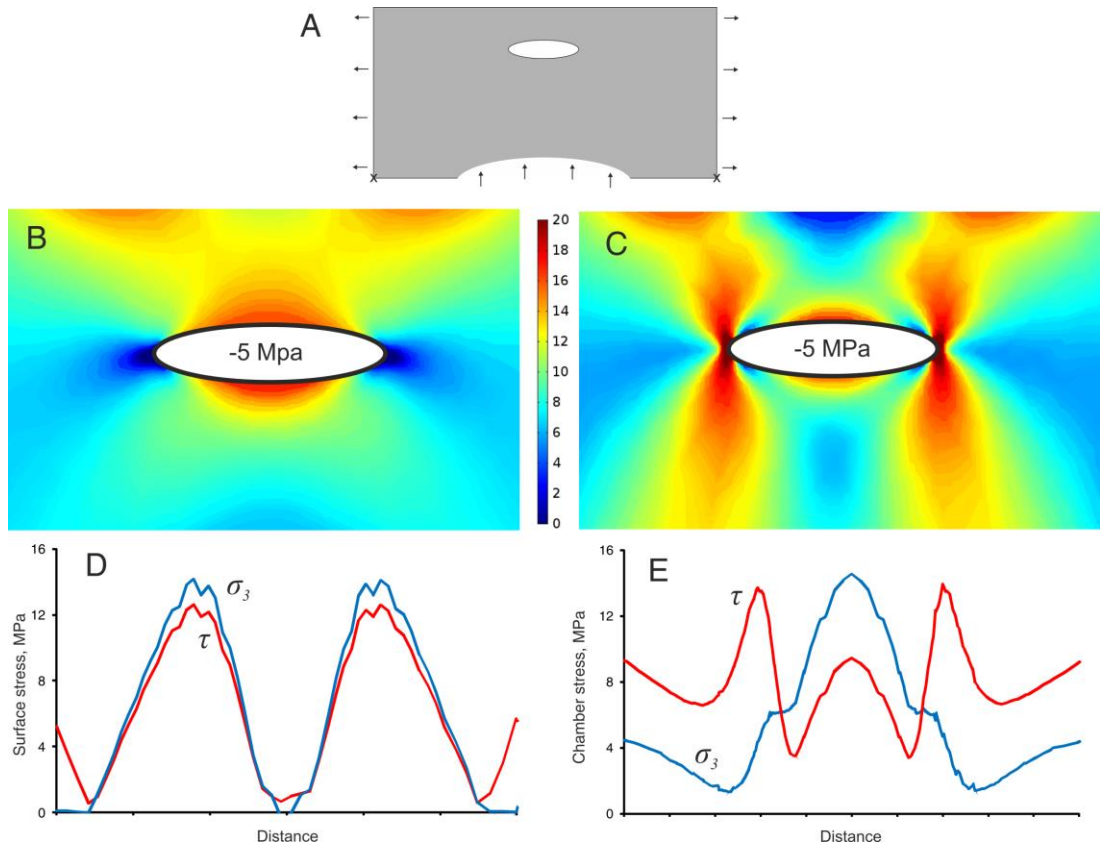 A
x x
B
-5 Mpa
20
18
16
14
12
10
8
6
4
2
0
C
-5 MPa
D
16
12
8
4
0
Surface stress, MPa
σ3
τ
Distance
E
16
12
8
4
0
Chamber stress, MPa
τ
σ3
Distance